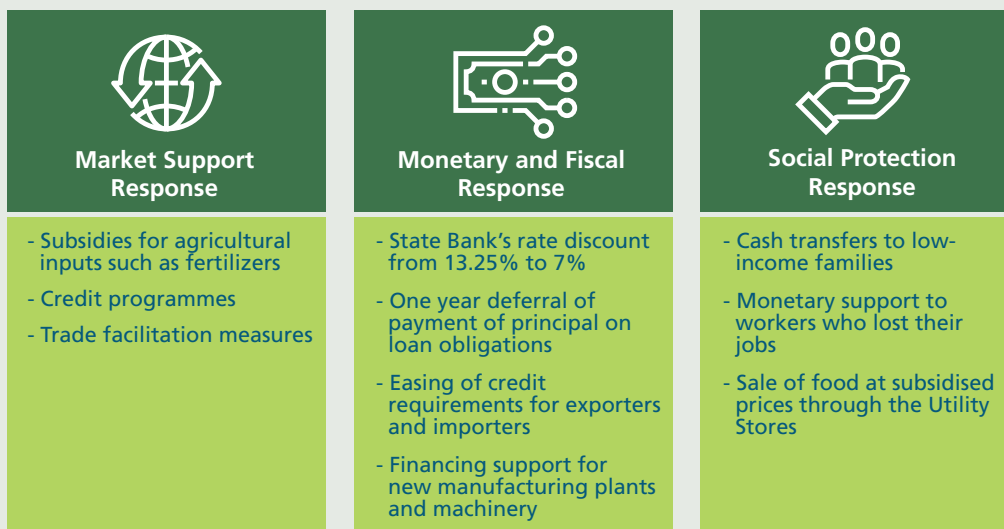 Market Support
Response
- Subsidies for agricultural
inputs such as fertilizers
- Credit programmes
- Trade facilitation measures
Monetary and Fiscal
Response
- State Bank's rate discount
from 13.25% to 7%
- One year deferral of
payment of principal on
loan obligations
- Easing of credit
requirements for exporters
and importers
- Financing support for
new manufacturing plants
and machinery
Social Protection
Response
- Cash transfers to low-
income families
- Monetary support to
workers who lost their
jobs
- Sale of food at subsidised
prices through the Utility
Stores